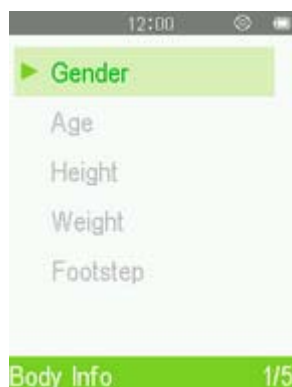 12:00
Gender
Age
Height
Weight
Footstep
Body Info 1/5